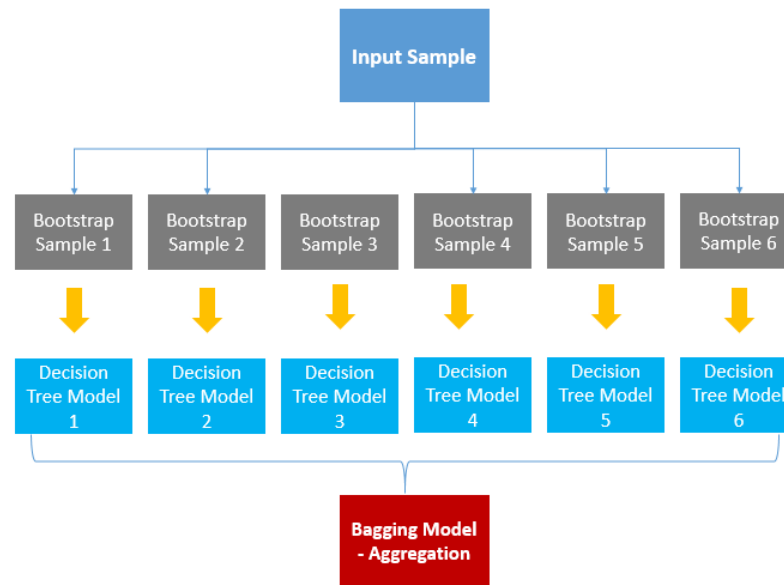 Input Sample
Bootstrap
Sample 1
Bootstrap
Sample 2
Bootstrap
Sample 3
Bootstrap
Sample 4
Bootstrap
Sample 5
Bootstrap
Sample 6
Decision
Tree Model
1
Decision
Tree Model
2
Decision
Tree Model
3
Decision
Tree Model
4
Decision
Tree Model
5
Decision
Tree Model
6
Bagging Model
- Aggregation